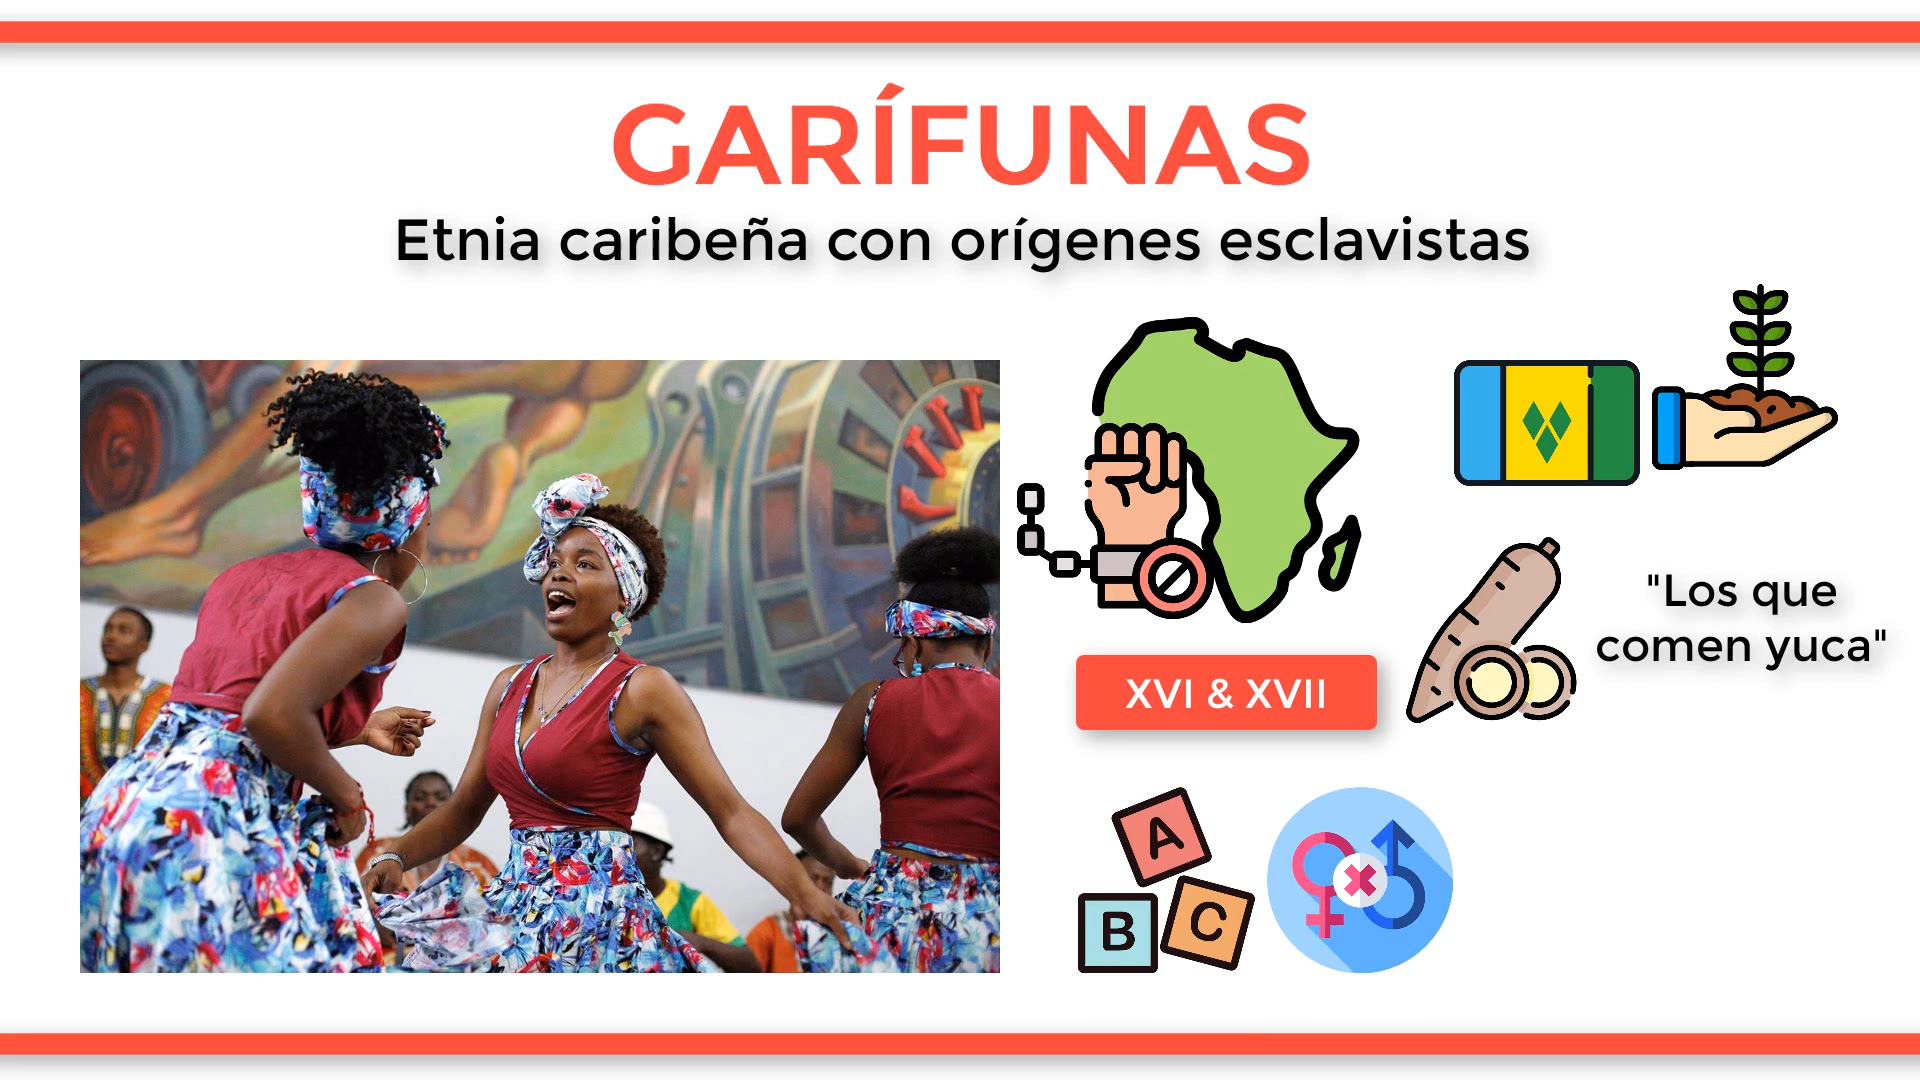 GARÍFUNAS
Etnia caribeña con orígenes esclavistas
"Los que
comen yuca"
XVI & XVII
A
B
C